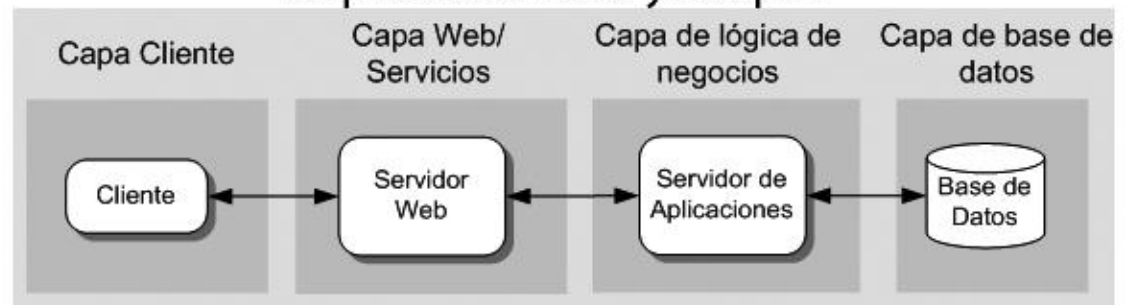 Capa Cliente
Capa Web/
Servicios
Capa de lógica de
negocios
Capa de base de
datos
Cliente
Servidor
Web
Servidor de
Aplicaciones
Base de
Datos